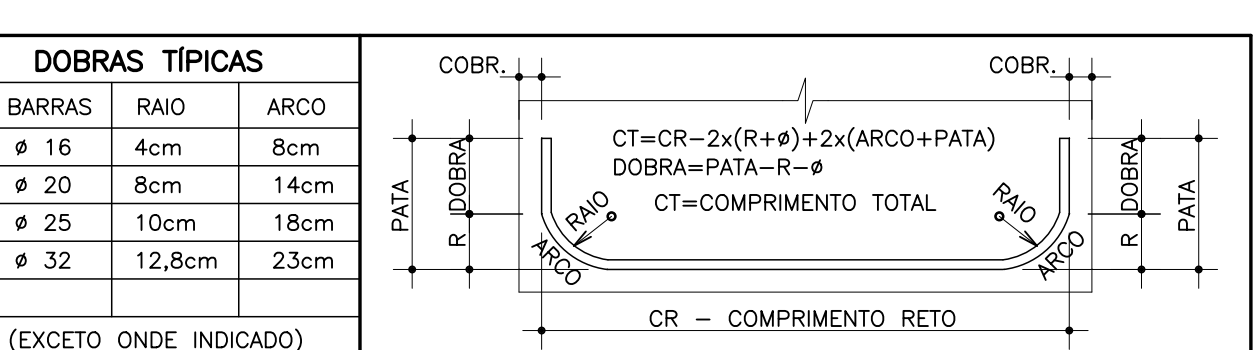 DOBRAS TÍPICAS
BARRAS RAIO ARCO
ø 16 4cm 8cm
ø 20 8cm 14cm
ø 25 10cm 18cm
ø 32 12,8cm 23cm
(EXCETO ONDE INDICADO)
COBR. COBR.
CT=CR-2x(R+ø)+2x(ARCO+PATA)
DOBRA=PATA-R-ø
CT=COMPRIMENTO TOTAL
PATA
DOBRA
R
RAIO
ARCO
RAIO
ARCO
DOBRA
R
PATA
CR - COMPRIMENTO RETO